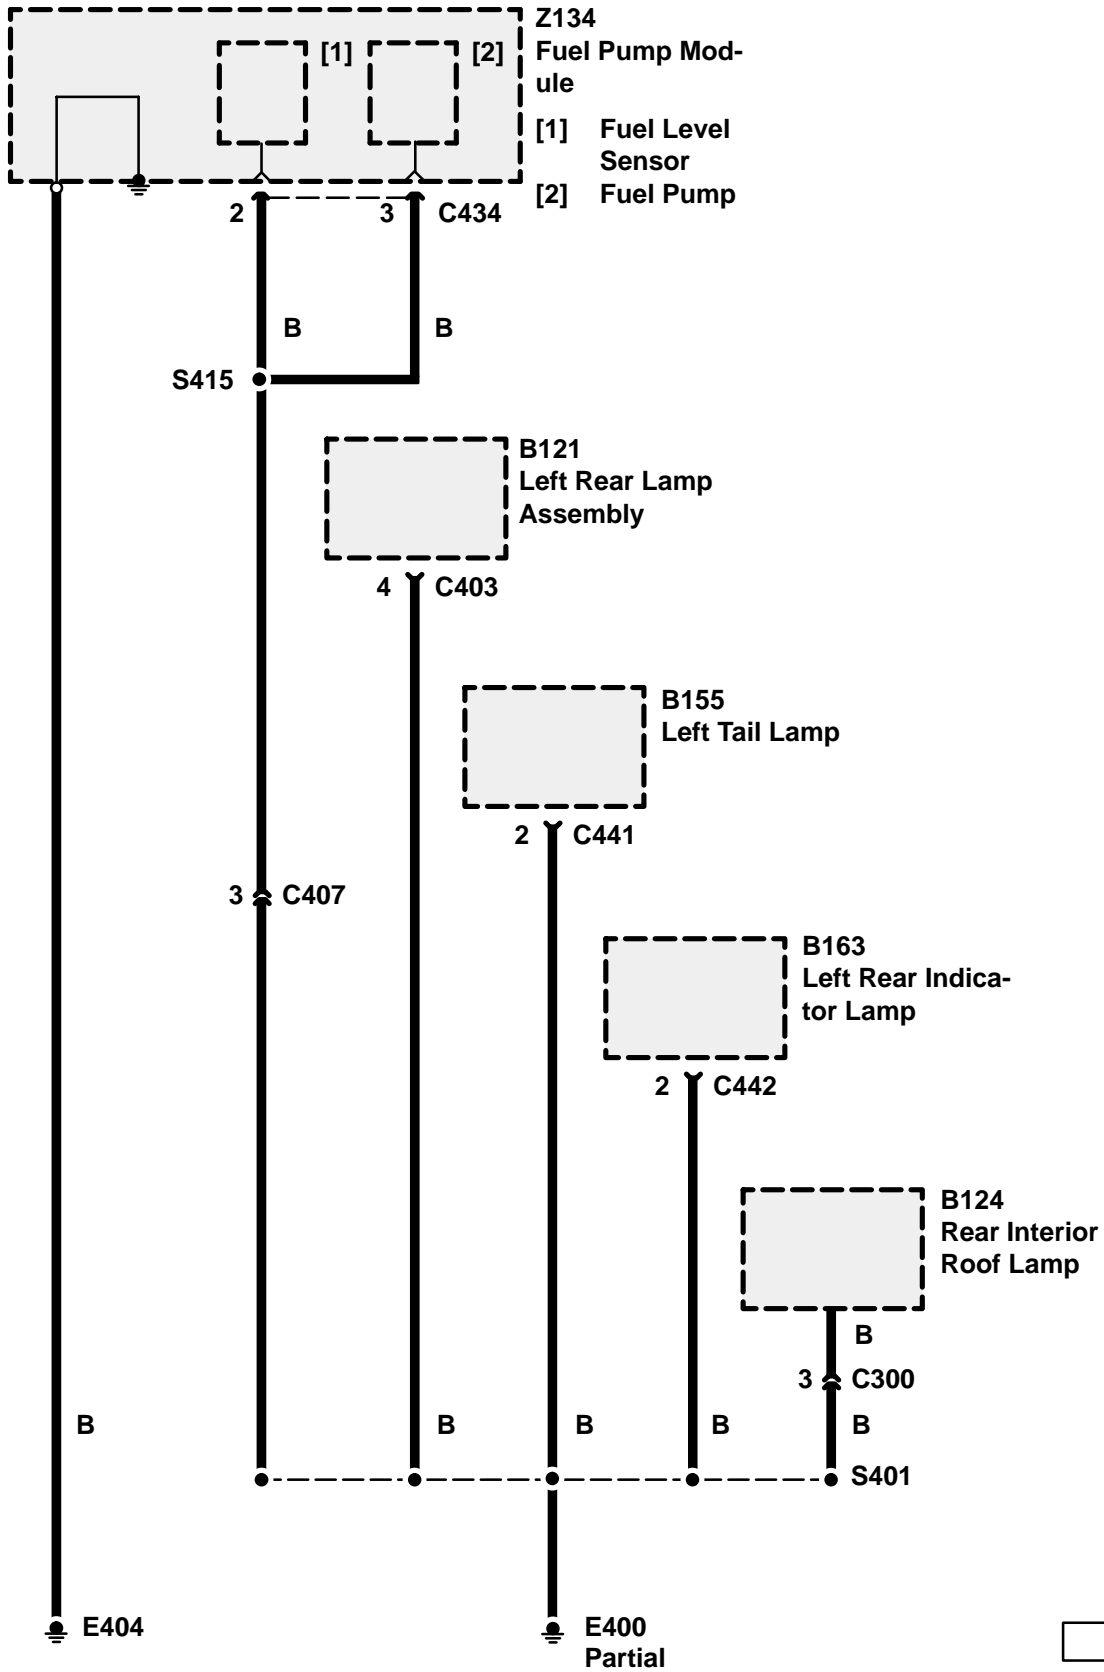 Z134
[1]
[2]
Fuel Pump Mod-
ule
[1] Fuel Level
Sensor
[2] Fuel Pump
2
3
C434
B
B
S415
B121
Left Rear Lamp
Assembly
4
C403
B155
Left Tail Lamp
2
C441
3
C407
B163
Left Rear Indica-
tor Lamp
2
C442
B124
Rear Interior
Roof Lamp
B
3
C300
B
B
B
B
B
S401
E404
E400
Partial